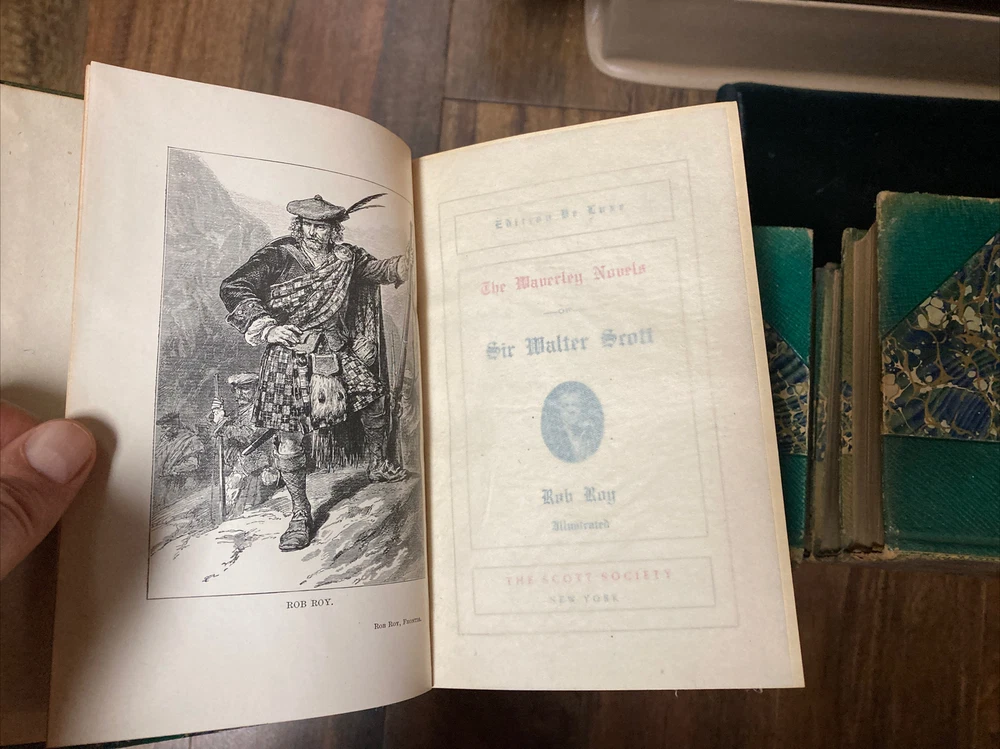 ROB ROY.
ROB ROY, FRONTIS.
Edition De Luxe
The Waverley Novels
—OF—
Sir Walter Scott
Rob Roy
Illustrated
THE SCOTT SOCIETY
NEW YORK